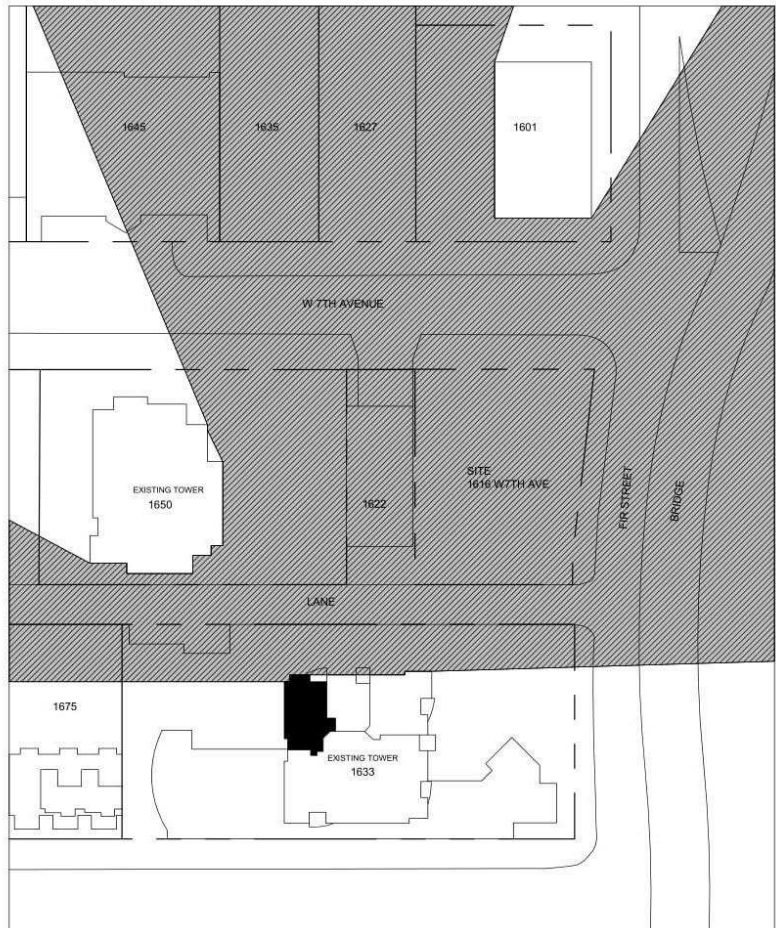 1645
1635
1627
1601
W 7TH AVENUE
EXISTING TOWER
1650
1622
SITE
1616 W7TH AVE
FIR STREET
BRIDGE
LANE
1675
EXISTING TOWER
1633